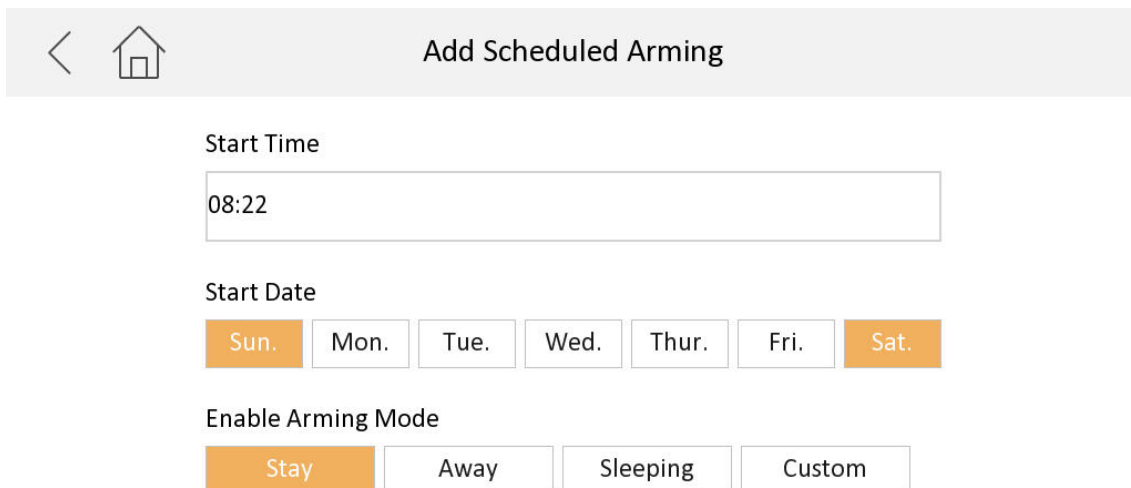 Add Scheduled Arming
Start Time
08:22
Start Date
Sun. Mon. Tue. Wed. Thur. Fri. Sat.
Enable Arming Mode
Stay Away Sleeping Custom